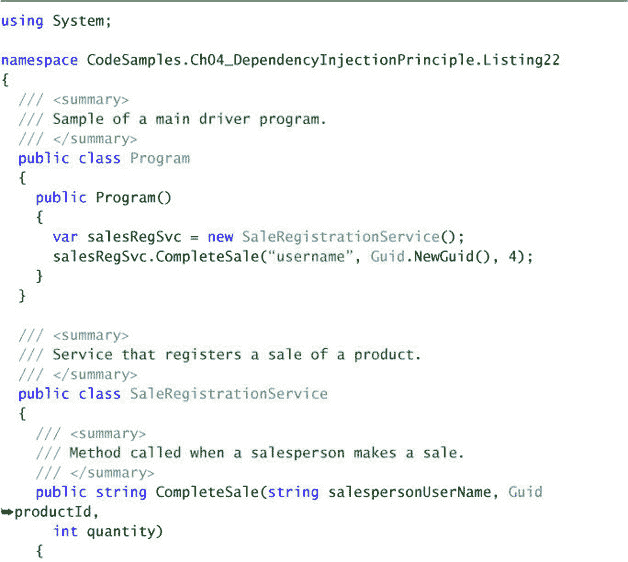 using System;
namespace CodeSamples.Ch04_DependencyInjectionPrinciple.Listing22
{
/// <summary>
/// Sample of a main driver program.
/// </summary>
public class Program
{
public Program()
{
var salesRegSvc = new SaleRegistrationService();
salesRegSvc.CompleteSale(“username”, Guid.NewGuid(), 4);
}
}
/// <summary>
/// Service that registers a sale of a product.
/// </summary>
public class SaleRegistrationService
{
/// <summary>
/// Method called when a salesperson makes a sale.
/// </summary>
public string CompleteSale(string salespersonUserName, Guid
➥productId,
int quantity)
{